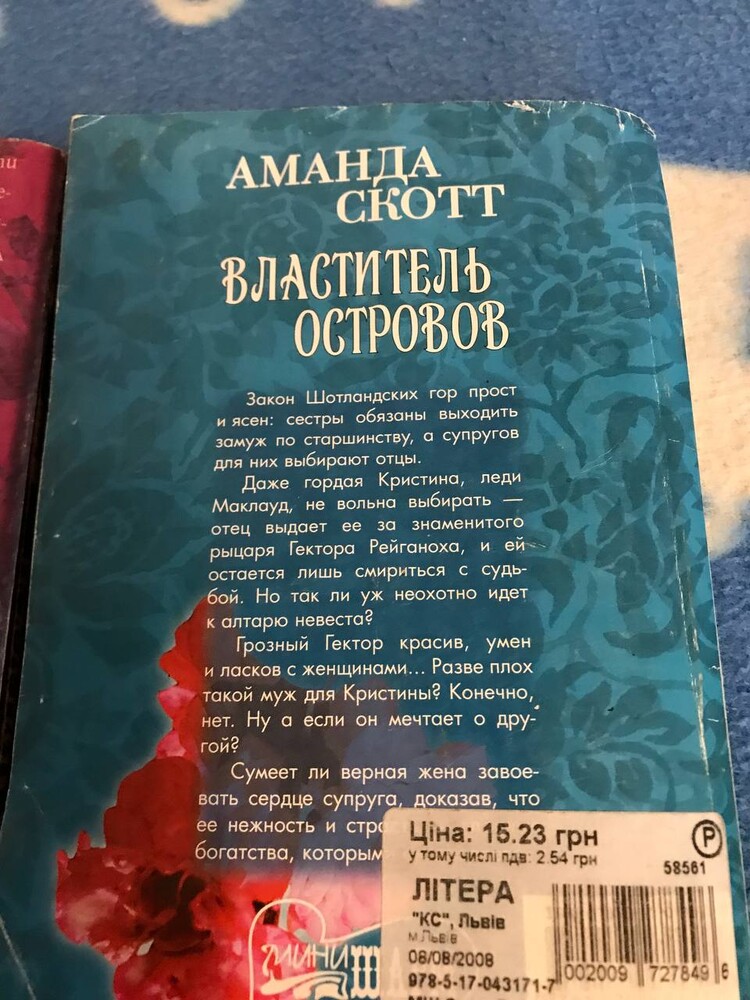 ти
е-
А
АМАНДА
СКОТТ
ВЛАСТИТЕЛЬ
ОСТРОВОВ
Закон Шотландских гор прост
и ясен: сестры обязаны выходить
замуж по старшинству, а супругов
для них выбирают отцы.
Даже гордая Кристина, леди
Маклауд, не вольна выбирать —
отец выдает ее за знаменитого
рыцаря Гектора Рейганоха, и ей
остается лишь смириться с судь-
бой. Но так ли уж неохотно идет
к алтарю невеста?
Грозный Гектор красив, умен
и ласков с женщинами... Разве плох
такой муж для Кристины? Конечно,
нет. Ну а если он мечтает о дру-
гой?
Сумеет ли верная жена завое-
вать сердце супруга, доказав, что
ее нежность и
богатства,
Ціна: 15.23 грн
у тому числі пдв: 2.54 грн
Р
58561
ЛІТЕРА
"КС", Львів
м.Львів
08/08/2008
978-5-17-043171-7
002009 727849 6
МИНИ